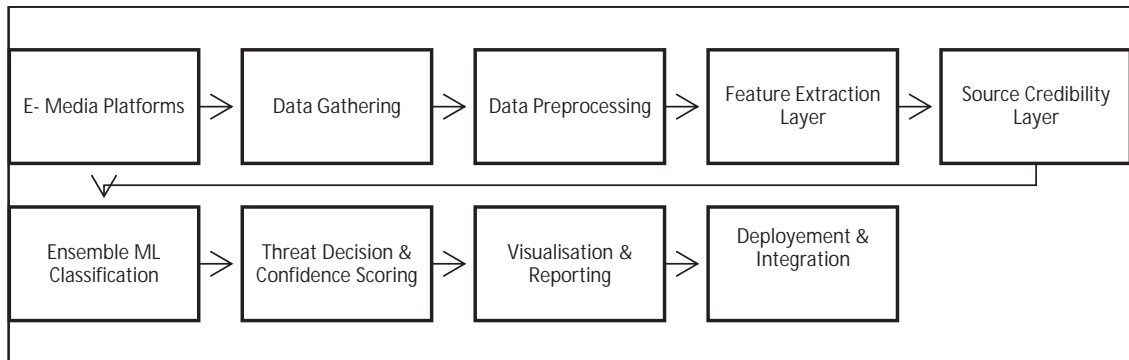 E- Media Platforms
Data Gathering
Data Preprocessing
Feature Extraction
Layer
Source Credibility
Layer
Ensemble ML
Classification
Threat Decision &
Confidence Scoring
Visualisation &
Reporting
Deployement &
Integration